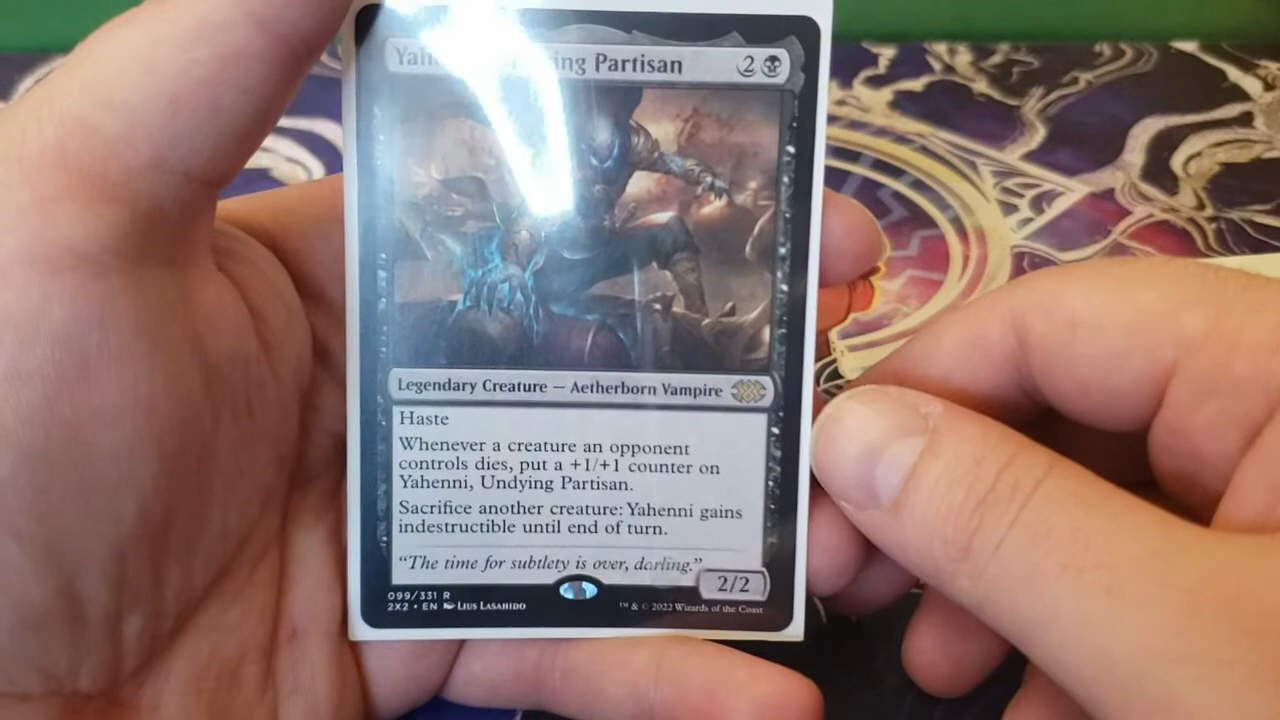 Yah ing Partisan 2
Legendary Creature — Aetherborn Vampire
Haste
Whenever a creature an opponent
controls dies, put a +1/+1 counter on
Yahenni, Undying Partisan.
Sacrifice another creature: Yahenni gains
indestructible until end of turn.
“The time for subtlety is over, darling.”
2/2
099/331 R
2X2 • EN Lius Lasahido
™ & © 2022 Wizards of the Coast